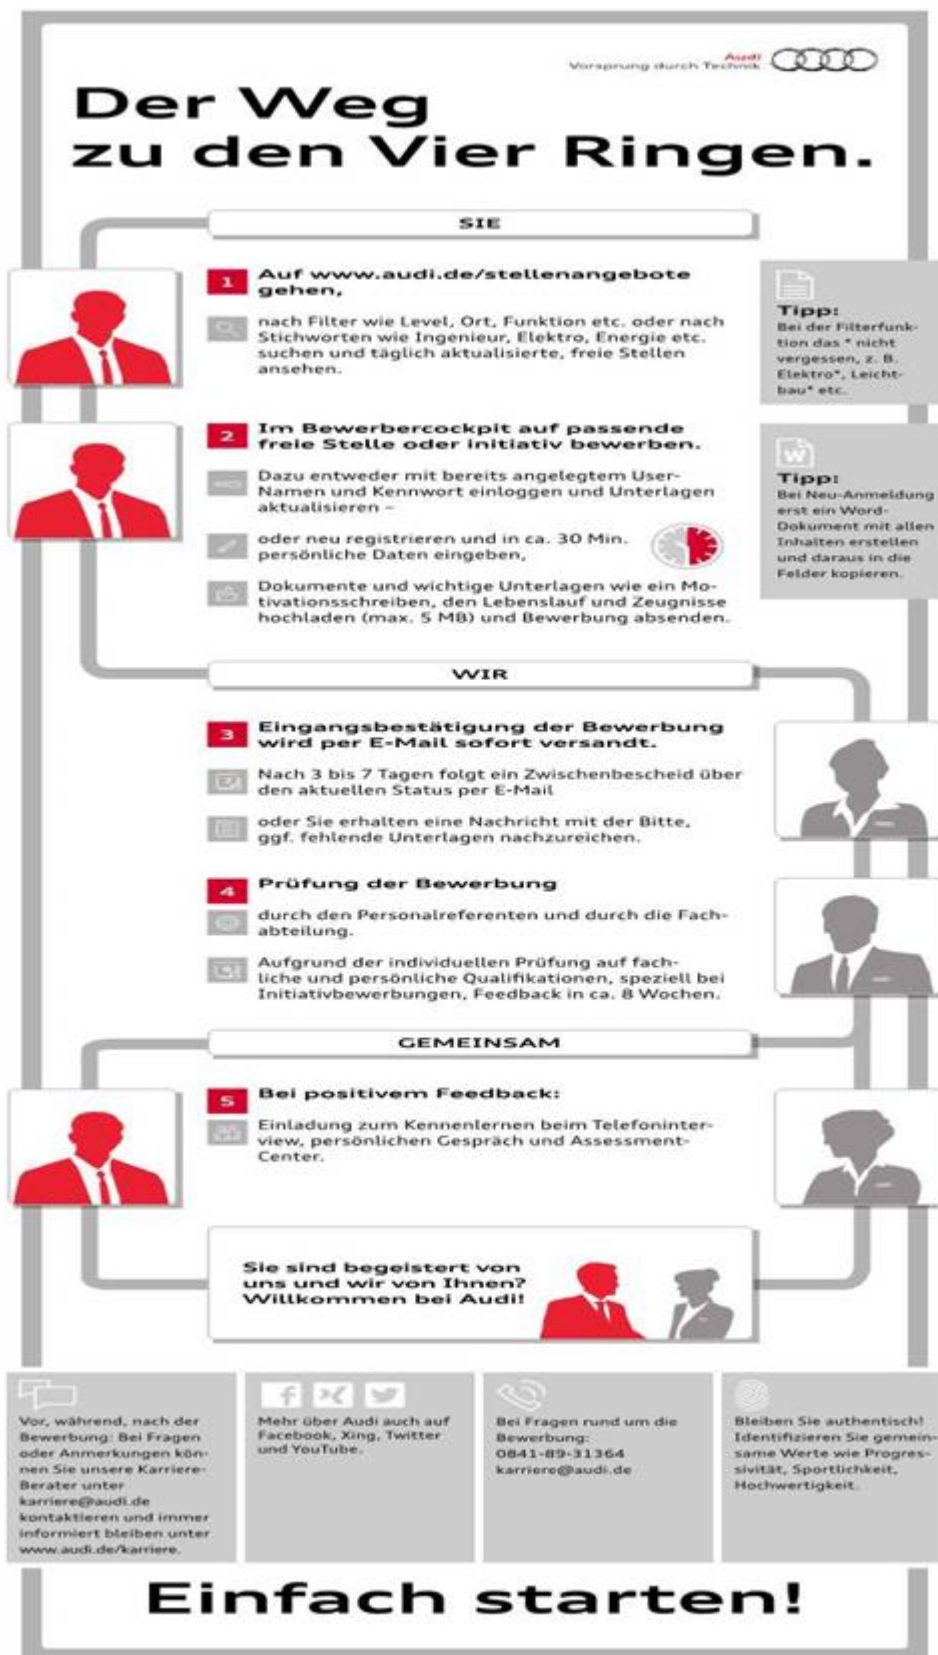 Audi
Vorsprung durch Technik
Der Weg
zu den Vier Ringen.
SIE
1
Auf www.audi.de/stellenangebote
gehen,
nach Filter wie Level, Ort, Funktion etc. oder nach
Stichworten wie Ingenieur, Elektro, Energie etc.
suchen und täglich aktualisierte, freie Stellen
ansehen.
Tipp:
Bei der Filterfunk-
tion das * nicht
vergessen, z. B.
Elektro*, Leicht-
bau* etc.
2
Im Bewerbercockpit auf passende
freie Stelle oder initiativ bewerben.
Dazu entweder mit bereits angelegtem User-
Namen und Kennwort einloggen und Unterlagen
aktualisieren –
oder neu registrieren und in ca. 30 Min.
persönliche Daten eingeben,
Dokumente und wichtige Unterlagen wie ein Mo-
tivationsschreiben, den Lebenslauf und Zeugnisse
hochladen (max. 5 MB) und Bewerbung absenden.
W
Tipp:
Bei Neu-Anmeldung
erst ein Word-
Dokument mit allen
Inhalten erstellen
und daraus in die
Felder kopieren.
WIR
3
Eingangsbestätigung der Bewerbung
wird per E-Mail sofort versandt.
Nach 3 bis 7 Tagen folgt ein Zwischenbescheid über
den aktuellen Status per E-Mail
oder Sie erhalten eine Nachricht mit der Bitte,
ggf. fehlende Unterlagen nachzureichen.
4
Prüfung der Bewerbung
durch den Personalreferenten und durch die Fach-
abteilung.
Aufgrund der individuellen Prüfung auf fach-
liche und persönliche Qualifikationen, speziell bei
Initiativbewerbungen, Feedback in ca. 8 Wochen.
GEMEINSAM
5
Bei positivem Feedback:
Einladung zum Kennenlernen beim Telefoninter-
view, persönlichen Gespräch und Assessment-
Center.
Sie sind begeistert von
uns und wir von Ihnen?
Willkommen bei Audi!
Vor, während, nach der
Bewerbung: Bei Fragen
oder Anmerkungen kön-
nen Sie unsere Karriere-
Berater unter
karriere@audi.de
kontaktieren und immer
informiert bleiben unter
www.audi.de/karriere.
Mehr über Audi auch auf
Facebook, Xing, Twitter
und YouTube.
Bei Fragen rund um die
Bewerbung:
0841-89-31364
karriere@audi.de
Bleiben Sie authentisch!
Identifizieren Sie gemein-
same Werte wie Progres-
sivität, Sportlichkeit,
Hochwertigkeit.
Einfach starten!